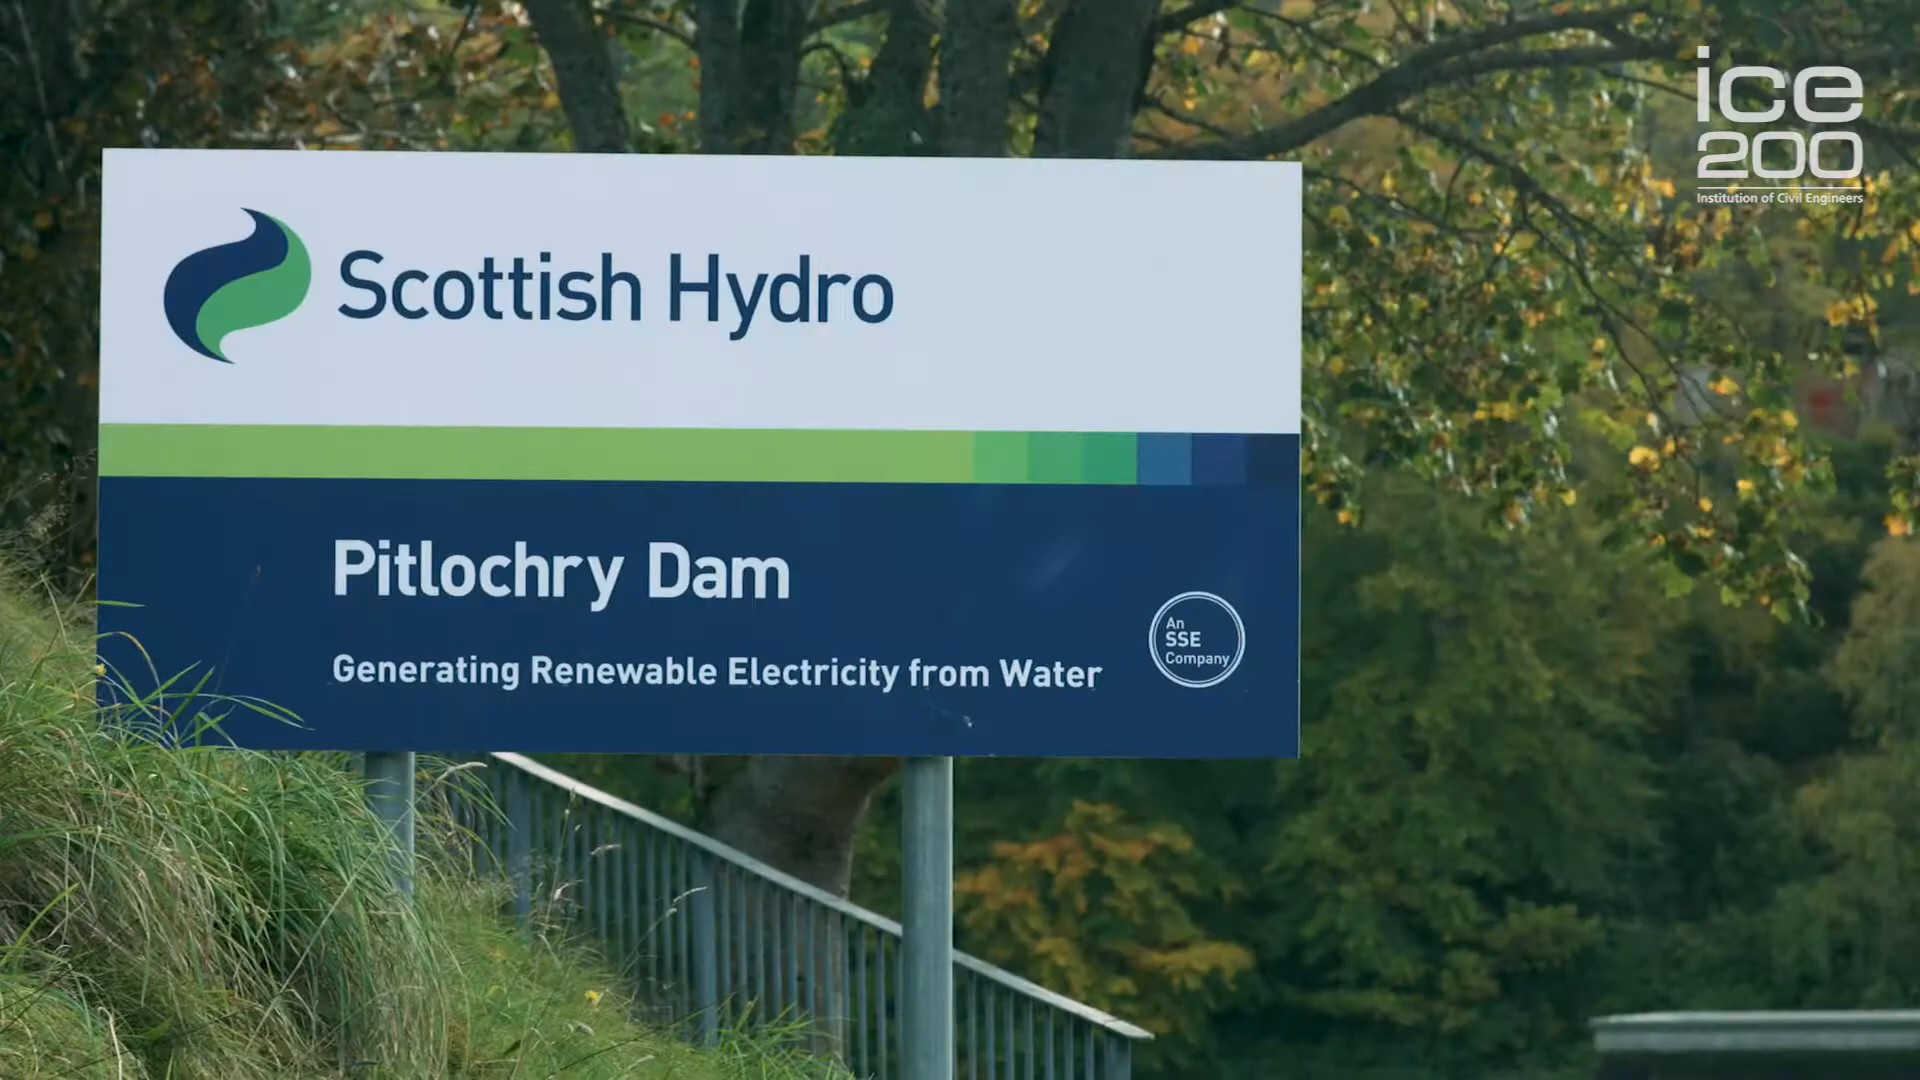 ice
200
Institution of Civil Engineers
Scottish Hydro
Pitlochry Dam
Generating Renewable Electricity from Water
An
SSE
Company